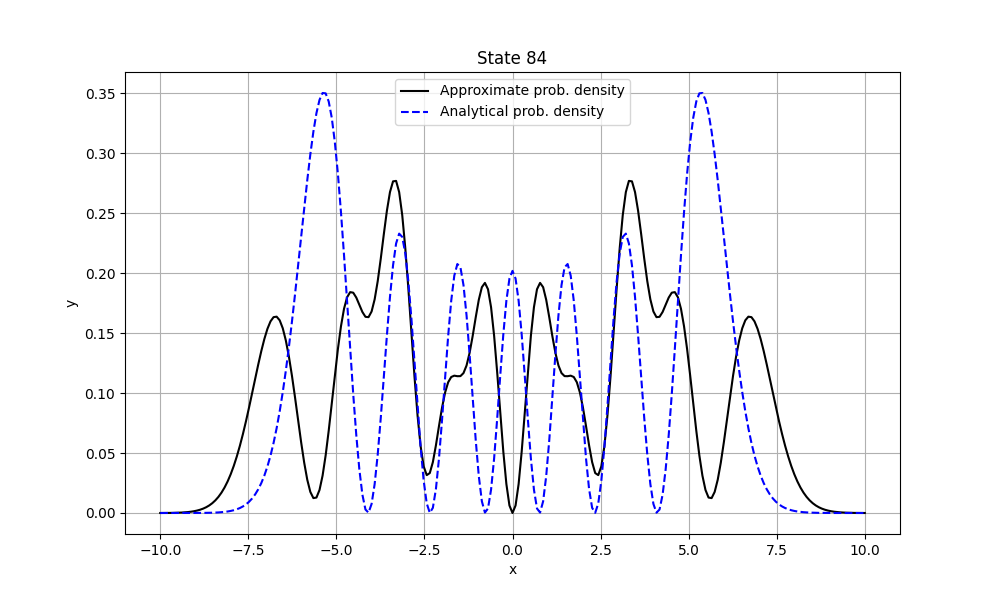 State 84
Approximate prob. density
Analytical prob. density
0.35
0.30
0.25
0.20
0.15
0.10
0.05
0.00
y
−10.0 −7.5 −5.0 −2.5 0.0 2.5 5.0 7.5 10.0
x